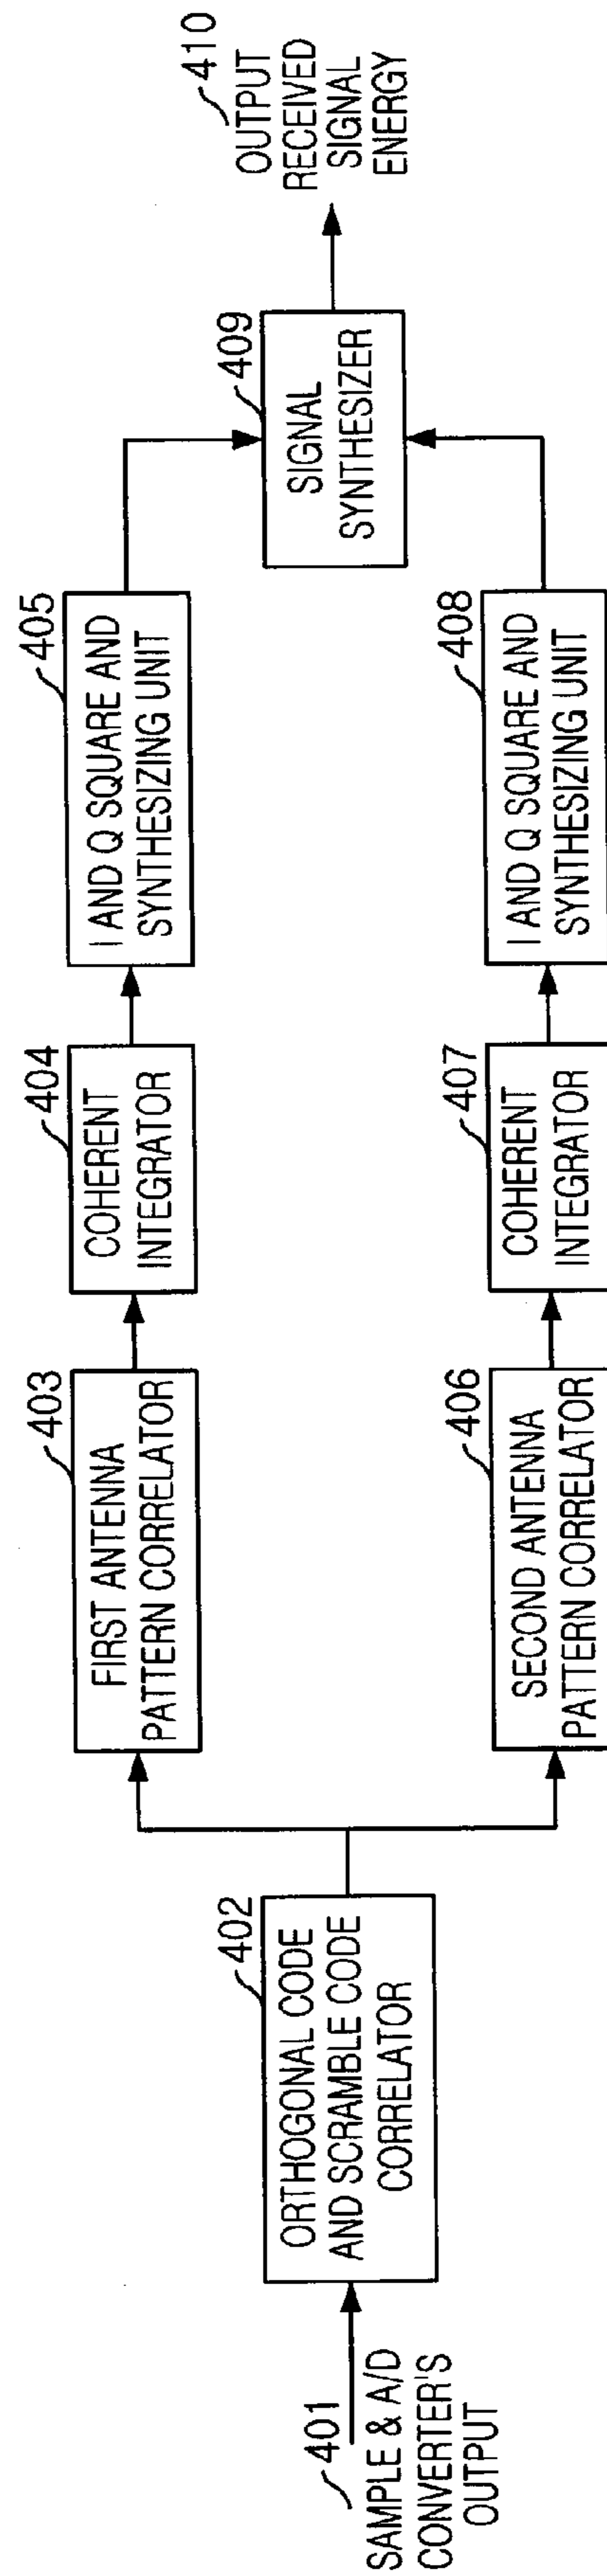 401
SAMPLE & A/D
CONVERTER'S
OUTPUT
402
ORTHOGONAL CODE
AND SCRAMBLE CODE
CORRELATOR
403
FIRST ANTENNA
PATTERN CORRELATOR
404
COHERENT
INTEGRATOR
405
I AND Q SQUARE AND
SYNTHESIZING UNIT
406
SECOND ANTENNA
PATTERN CORRELATOR
407
COHERENT
INTEGRATOR
408
I AND Q SQUARE AND
SYNTHESIZING UNIT
409
SIGNAL
SYNTHESIZER
410
OUTPUT
RECEIVED
SIGNAL
ENERGY